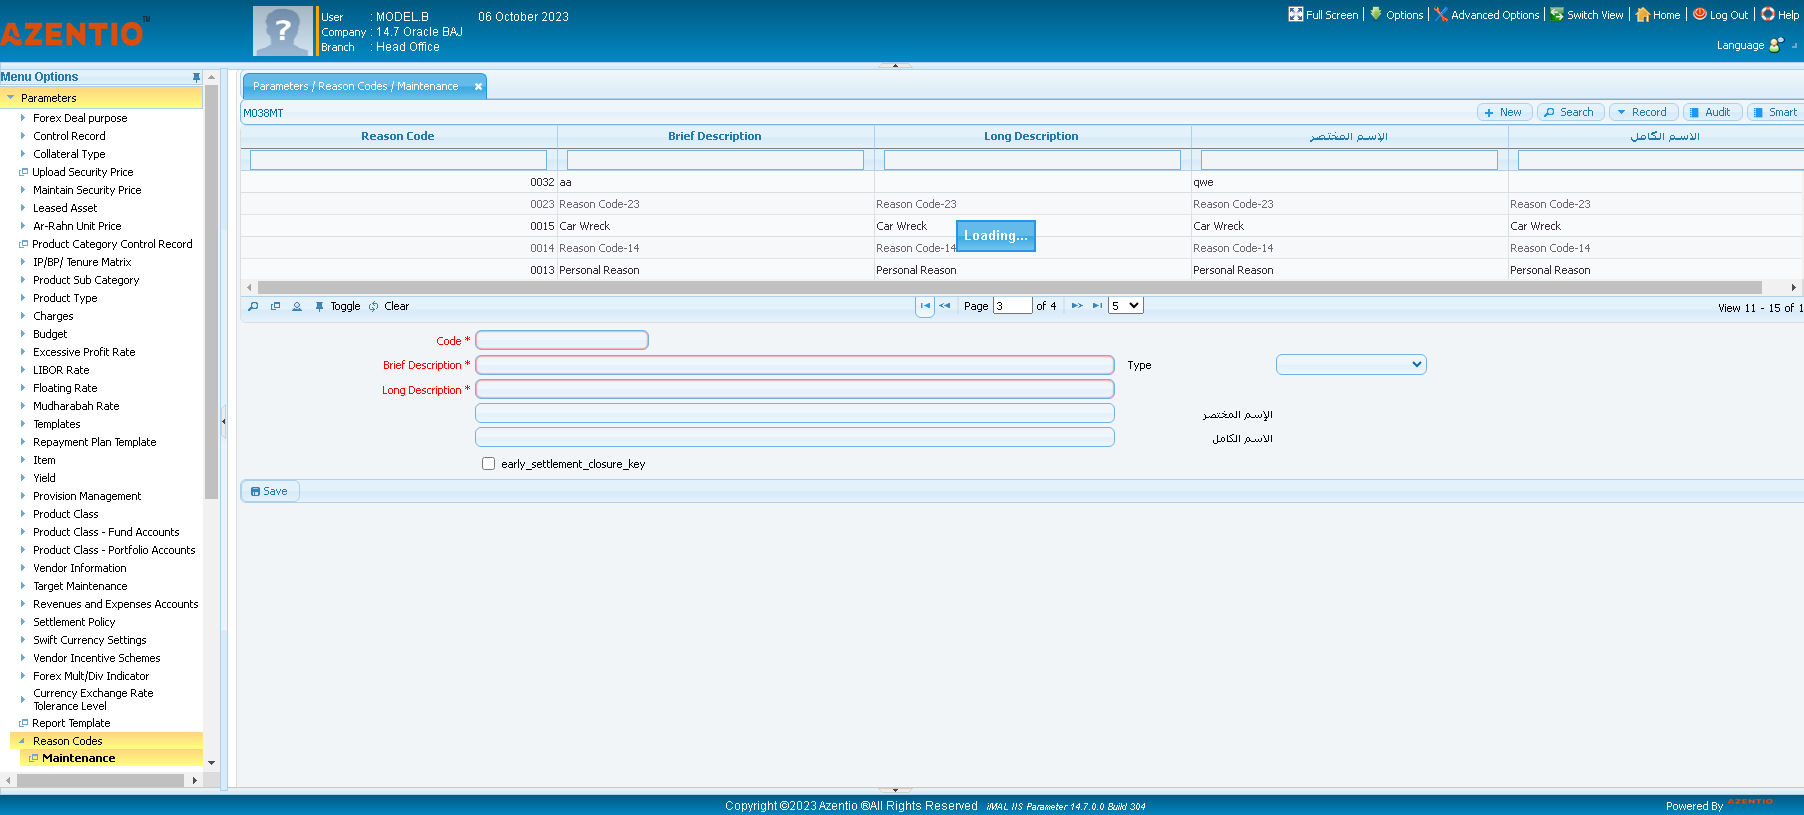 AZENTIO™
User : MODEL.B 06 October 2023
Company : 14.7 Oracle BAJ
Branch : Head Office
Full Screen Options Advanced Options Switch View Home Log Out Help
Language
Menu Options
Parameters
Forex Deal purpose
Control Record
Collateral Type
Upload Security Price
Maintain Security Price
Leased Asset
Ar-Rahn Unit Price
Product Category Control Record
IP/BP/ Tenure Matrix
Product Sub Category
Product Type
Charges
Budget
Excessive Profit Rate
LIBOR Rate
Floating Rate
Mudharabah Rate
Templates
Repayment Plan Template
Item
Yield
Provision Management
Product Class
Product Class - Fund Accounts
Product Class - Portfolio Accounts
Vendor Information
Target Maintenance
Revenues and Expenses Accounts
Settlement Policy
Swift Currency Settings
Vendor Incentive Schemes
Forex Mult/Div Indicator
Currency Exchange Rate
Tolerance Level
Report Template
Reason Codes
Maintenance
Parameters / Reason Codes / Maintenance
M038MT
New Search Record Audit Smart
Reason Code Brief Description Long Description الإسم المختصر الاسم الكامل
0032 aa qwe
0023 Reason Code-23 Reason Code-23 Reason Code-23 Reason Code-23
0015 Car Wreck Car Wreck Car Wreck Car Wreck
Loading...
0014 Reason Code-14 Reason Code-14 Reason Code-14 Reason Code-14
0013 Personal Reason Personal Reason Personal Reason Personal Reason
Toggle Clear Page 3 of 4 5 View 11 - 15 of 1
Code *
Brief Description * Type
Long Description *
الإسم المختصر
الاسم الكامل
early_settlement_closure_key
Save
Copyright ©2023 Azentio ®All Rights Reserved iMAL IIS Parameter 14.7.0.0 Build 304
Powered By AZENTIO